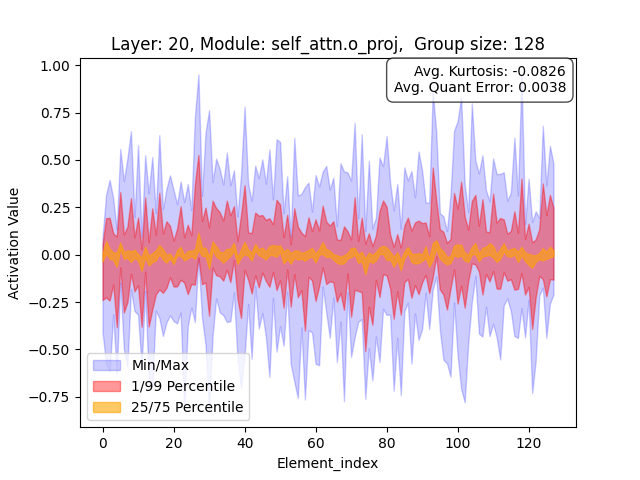 Layer: 20, Module: self_attn.o_proj,  Group size: 128
Avg. Kurtosis: -0.0826
Avg. Quant Error: 0.0038
1.00
0.75
0.50
0.25
0.00
−0.25
−0.50
−0.75
Activation Value
Min/Max
1/99 Percentile
25/75 Percentile
0 20 40 60 80 100 120
Element_index